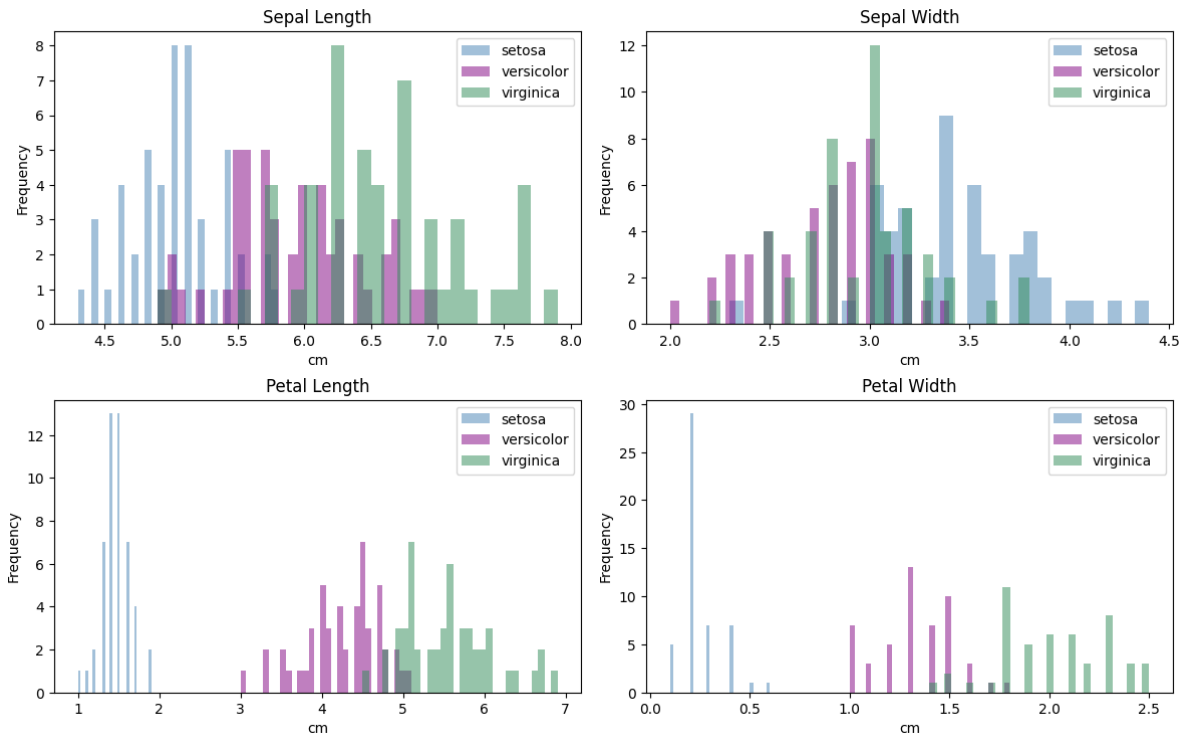 Sepal Length
Sepal Width
setosa
versicolor
virginica
setosa
versicolor
virginica
Frequency
8
7
6
5
4
3
2
1
0
4.5 5.0 5.5 6.0 6.5 7.0 7.5 8.0
cm
Frequency
12
10
8
6
4
2
0
2.0 2.5 3.0 3.5 4.0 4.5
cm
Petal Length
Petal Width
setosa
versicolor
virginica
setosa
versicolor
virginica
Frequency
12
10
8
6
4
2
0
1 2 3 4 5 6 7
cm
Frequency
30
25
20
15
10
5
0
0.0 0.5 1.0 1.5 2.0 2.5
cm